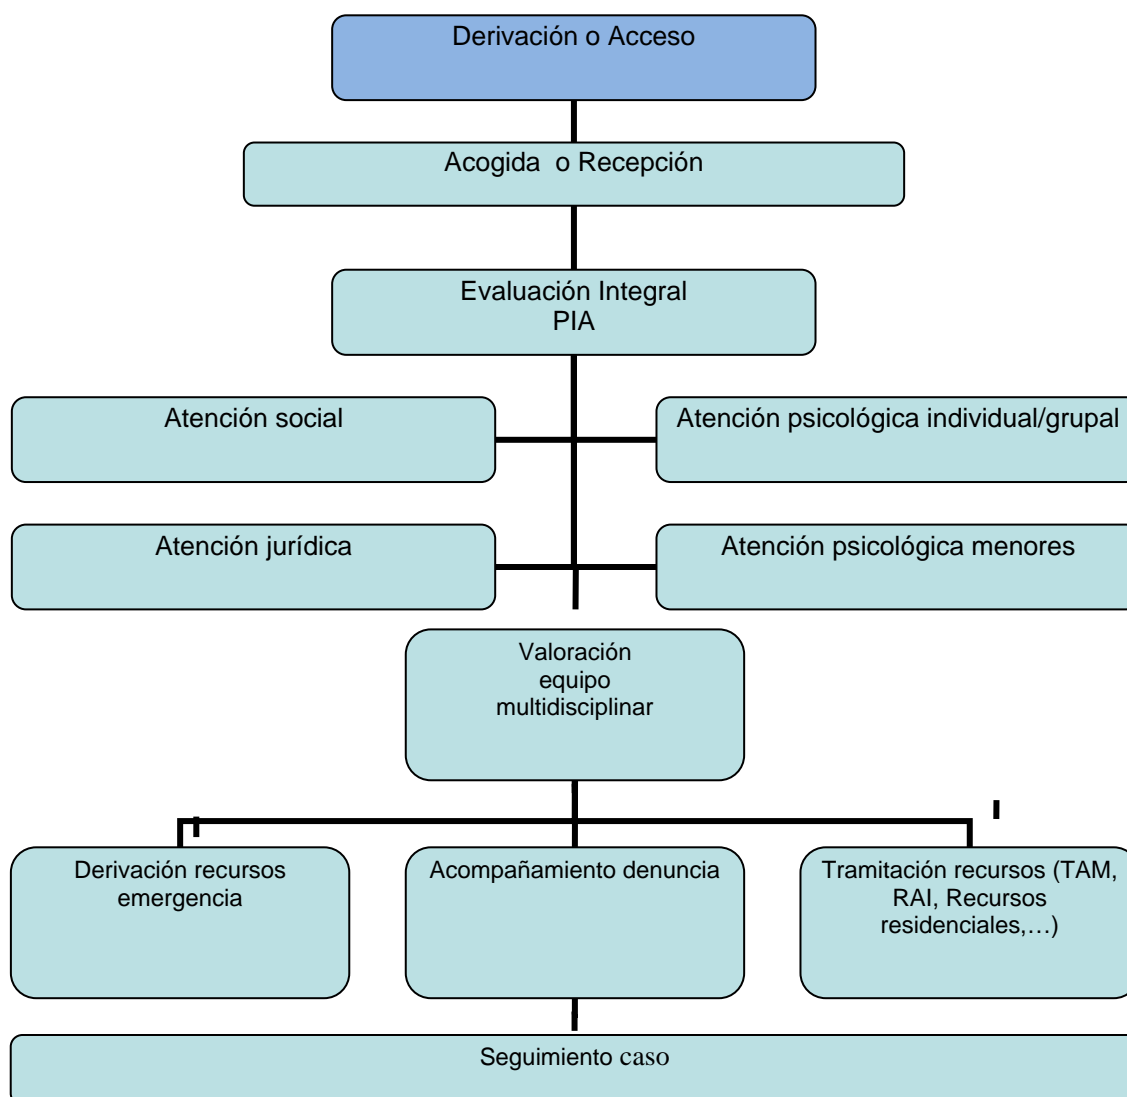 Derivación o Acceso
Acogida o Recepción
Evaluación Integral
PIA
Atención social
Atención psicológica individual/grupal
Atención jurídica
Atención psicológica menores
Valoración
equipo
multidisciplinar
Derivación recursos
emergencia
Acompañamiento denuncia
Tramitación recursos (TAM,
RAI, Recursos
residenciales,…)
Seguimiento caso